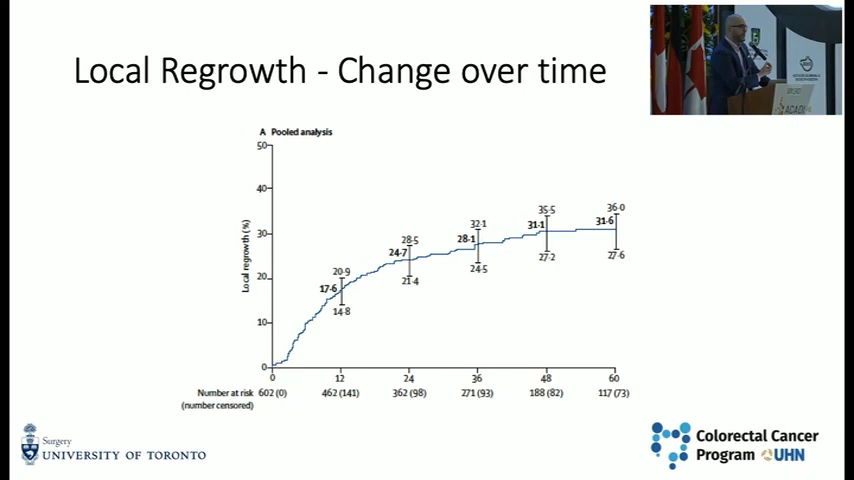 Local Regrowth - Change over time
A Pooled analysis
Local regrowth (%)
50
40
30
20
10
0
17·6
20·9
14·8
24·7
28·5
21·4
28·1
32·1
24·5
31·1
35·5
27·2
31·6
36·0
27·6
0 12 24 36 48 60
Number at risk 602 (0) 462 (141) 362 (98) 271 (93) 188 (82) 117 (73)
(number censored)
Surgery
UNIVERSITY OF TORONTO
Colorectal Cancer
Program UHN